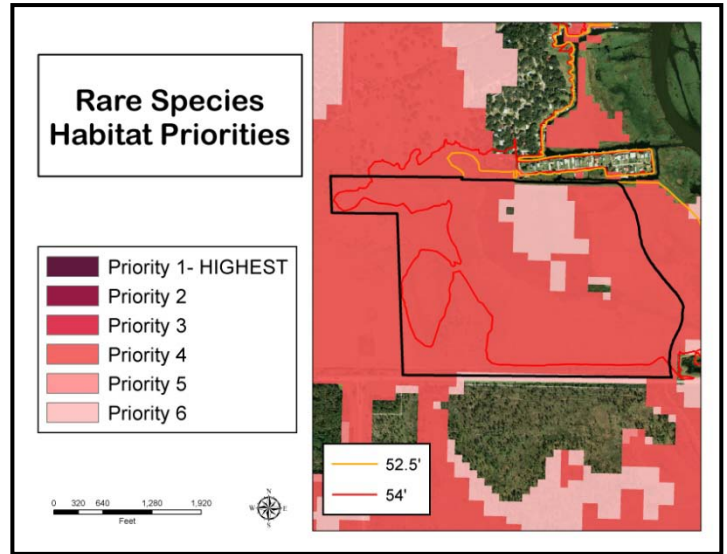 Rare Species
Habitat Priorities
Priority 1- HIGHEST
Priority 2
Priority 3
Priority 4
Priority 5
Priority 6
52.5'
54'
0 320 640 1,280 1,920
Feet
N
W E
S